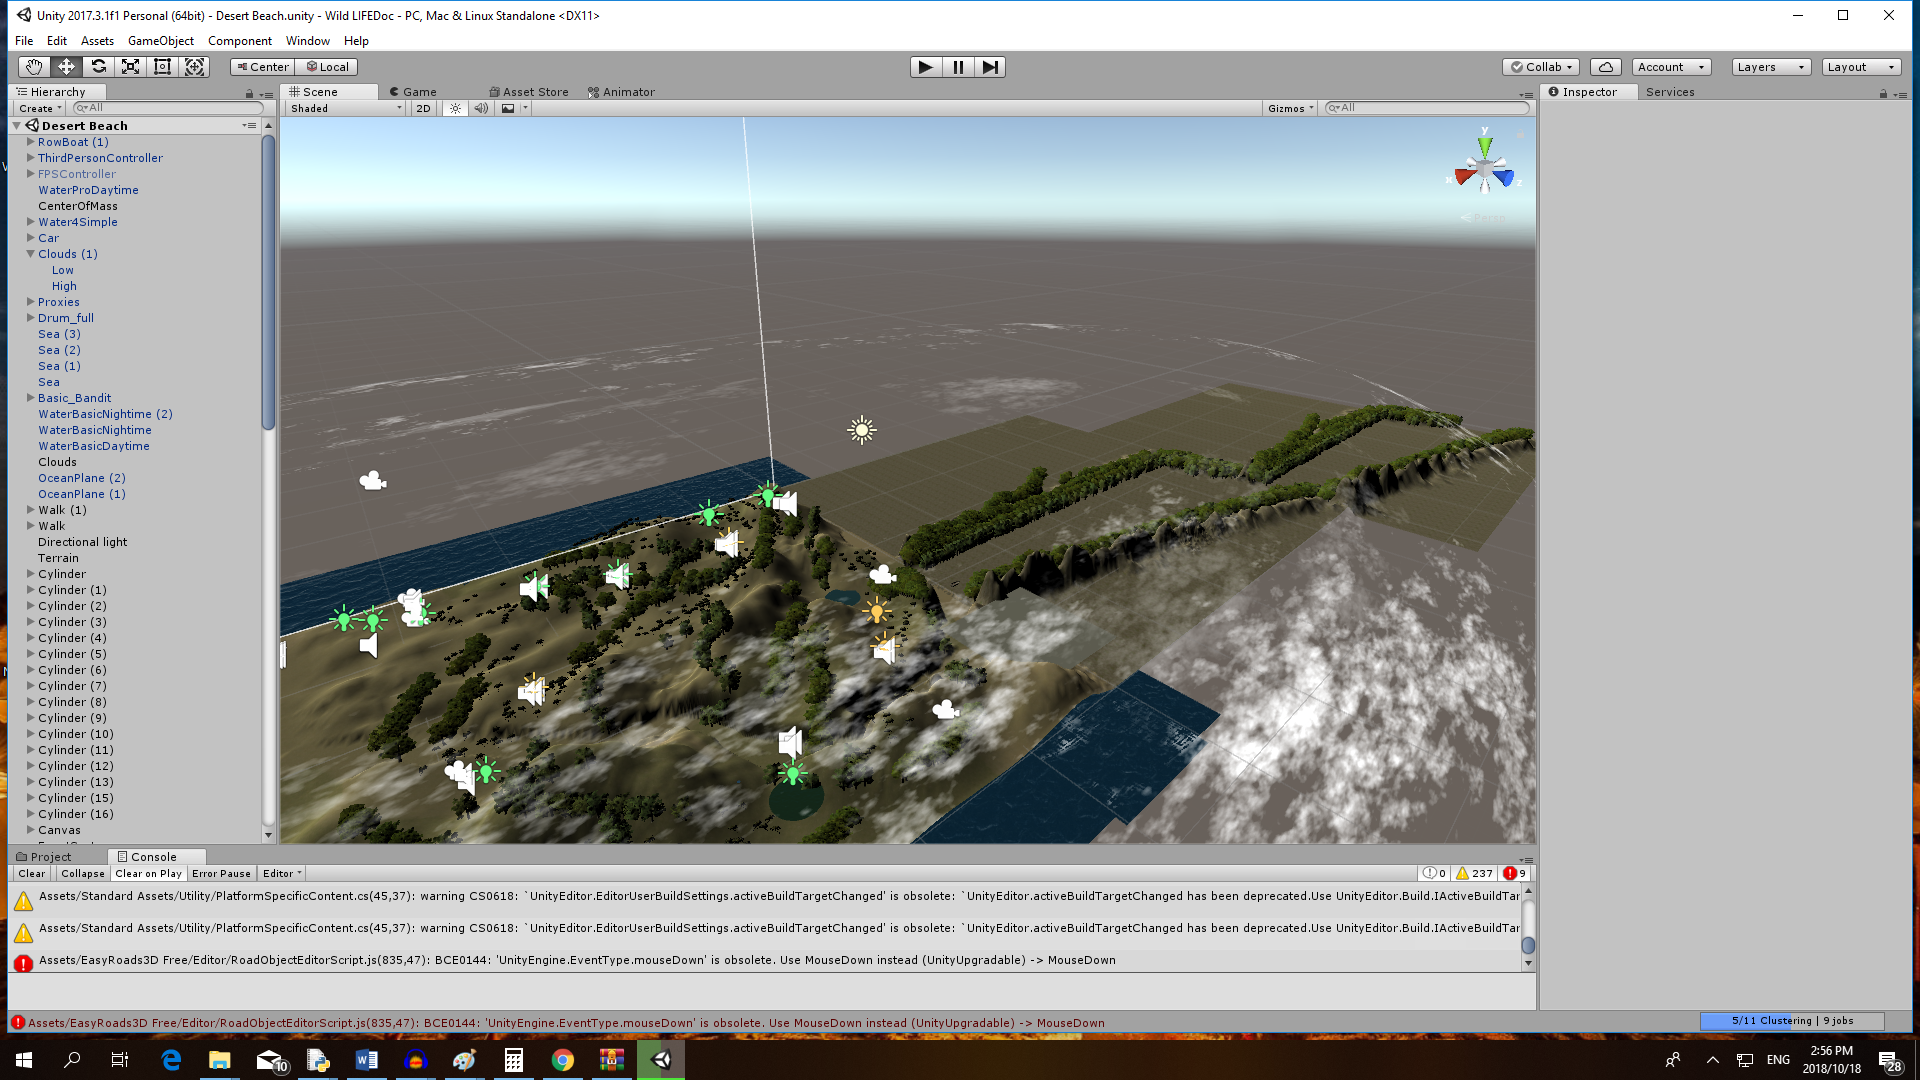 Unity 2017.3.1f1 Personal (64bit) - Desert Beach.unity - Wild LIFEDoc - PC, Mac & Linux Standalone <DX11>
File Edit Assets GameObject Component Window Help
Center Local Collab Account Layers Layout
Hierarchy
Create All
Desert Beach
RowBoat (1)
ThirdPersonController
FPSController
WaterProDaytime
CenterOfMass
Water4Simple
Car
Clouds (1)
Low
High
Proxies
Drum_full
Sea (3)
Sea (2)
Sea (1)
Sea
Basic_Bandit
WaterBasicNightime (2)
WaterBasicNightime
WaterBasicDaytime
Clouds
OceanPlane (2)
OceanPlane (1)
Walk (1)
Walk
Directional light
Terrain
Cylinder
Cylinder (1)
Cylinder (2)
Cylinder (3)
Cylinder (4)
Cylinder (5)
Cylinder (6)
Cylinder (7)
Cylinder (8)
Cylinder (9)
Cylinder (10)
Cylinder (11)
Cylinder (12)
Cylinder (13)
Cylinder (15)
Cylinder (16)
Canvas
Scene Game Asset Store Animator
Shaded 2D Gizmos All
y
x z
Persp
Inspector Services
Project Console
Clear Collapse Clear on Play Error Pause Editor 0 237 9
Assets/Standard Assets/Utility/PlatformSpecificContent.cs(45,37): warning CS0618: `UnityEditor.EditorUserBuildSettings.activeBuildTargetChanged' is obsolete: `UnityEditor.activeBuildTargetChanged has been deprecated.Use UnityEditor.Build.IActiveBuildTar
Assets/Standard Assets/Utility/PlatformSpecificContent.cs(45,37): warning CS0618: `UnityEditor.EditorUserBuildSettings.activeBuildTargetChanged' is obsolete: `UnityEditor.activeBuildTargetChanged has been deprecated.Use UnityEditor.Build.IActiveBuildTar
Assets/EasyRoads3D Free/Editor/RoadObjectEditorScript.js(835,47): BCE0144: 'UnityEngine.EventType.mouseDown' is obsolete. Use MouseDown instead (UnityUpgradable) -> MouseDown
Assets/EasyRoads3D Free/Editor/RoadObjectEditorScript.js(835,47): BCE0144: 'UnityEngine.EventType.mouseDown' is obsolete. Use MouseDown instead (UnityUpgradable) -> MouseDown
5/11 Clustering | 9 jobs
10
ENG
2:56 PM
2018/10/18
28